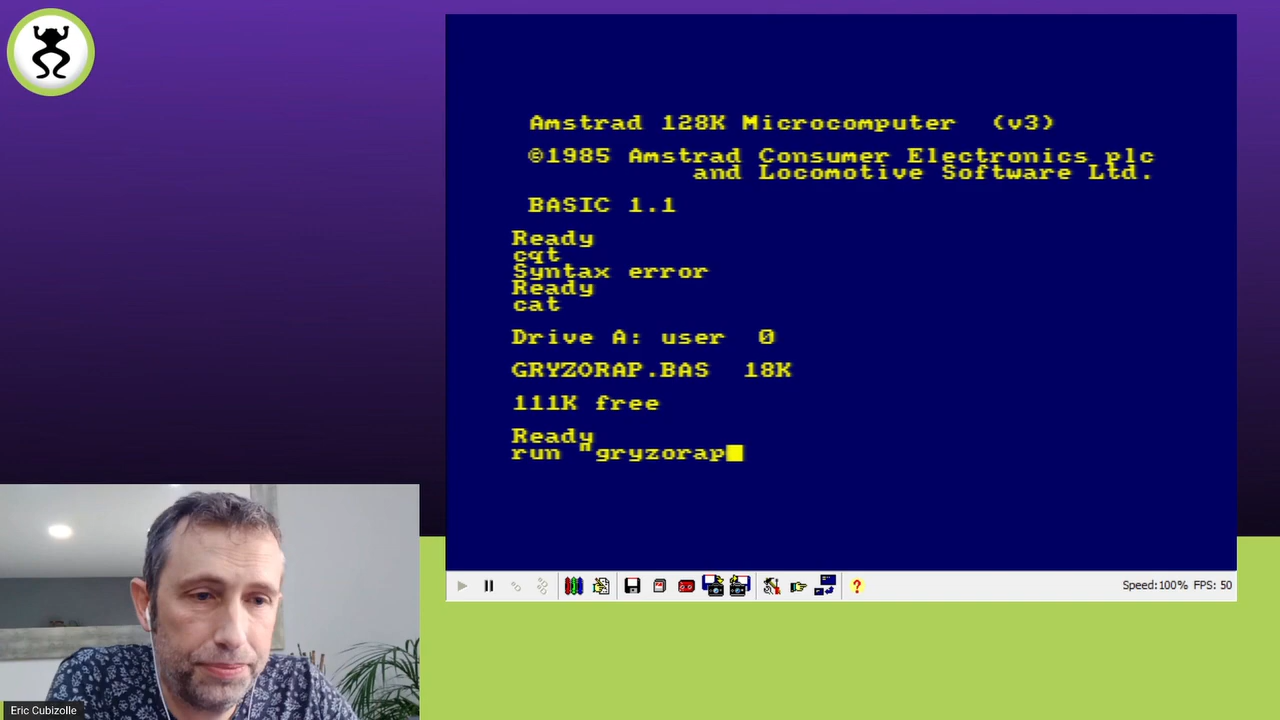 Amstrad 128K Microcomputer (v3)
©1985 Amstrad Consumer Electronics plc
and Locomotive Software Ltd.
BASIC 1.1
Ready
cqt
Syntax error
Ready
cat
Drive A: user 0
GRYZORAP.BAS 18K
111K free
Ready
run "gryzorap
?
Speed:100% FPS: 50
Eric Cubizolle